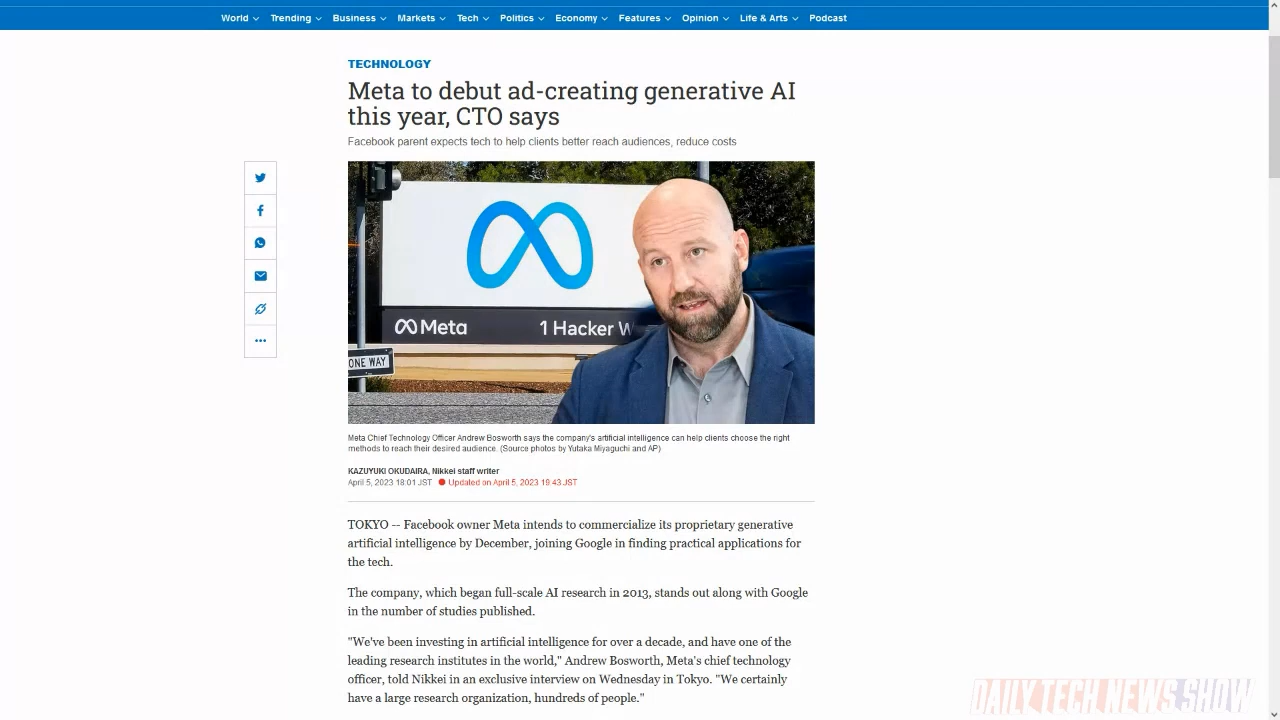 World Trending Business Markets Tech Politics Economy Features Opinion Life & Arts Podcast
TECHNOLOGY
Meta to debut ad-creating generative AI
this year, CTO says
Facebook parent expects tech to help clients better reach audiences, reduce costs
Meta
1 Hacker W
ONE WAY
Meta Chief Technology Officer Andrew Bosworth says the company's artificial intelligence can help clients choose the right
methods to reach their desired audience. (Source photos by Yutaka Miyaguchi and AP)
KAZUYUKI OKUDAIRA, Nikkei staff writer
April 5, 2023 18:01 JST Updated on April 5, 2023 19:43 JST
TOKYO -- Facebook owner Meta intends to commercialize its proprietary generative
artificial intelligence by December, joining Google in finding practical applications for
the tech.
The company, which began full-scale AI research in 2013, stands out along with Google
in the number of studies published.
"We've been investing in artificial intelligence for over a decade, and have one of the
leading research institutes in the world," Andrew Bosworth, Meta's chief technology
officer, told Nikkei in an exclusive interview on Wednesday in Tokyo. "We certainly
have a large research organization, hundreds of people."
DAILY TECH NEWS SHOW